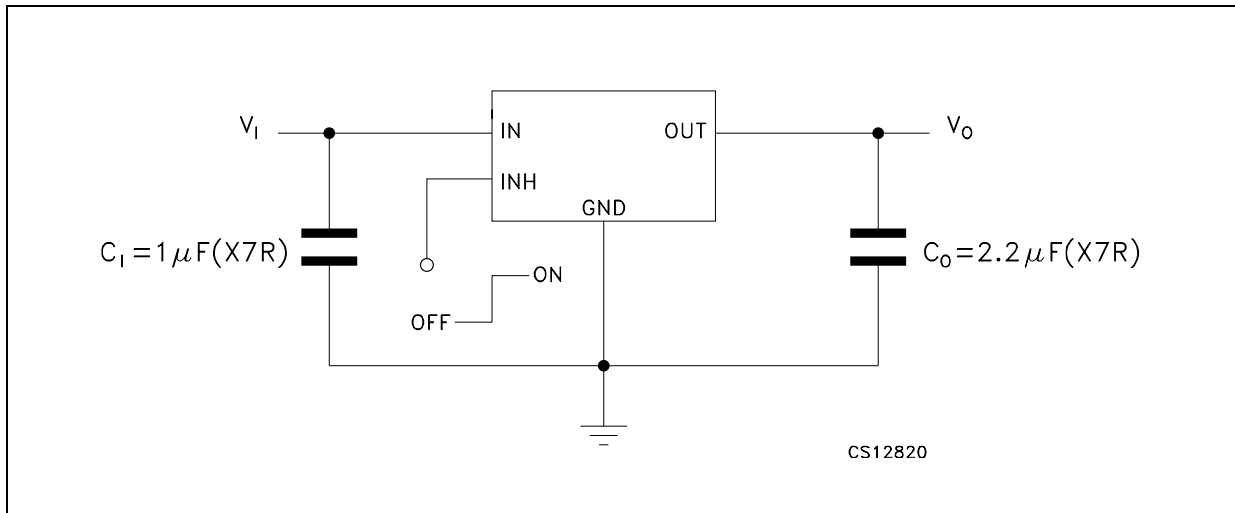 V_I
IN
OUT
V_O
INH
GND
C_I=1μF(X7R)
C_O=2.2μF(X7R)
ON
OFF
CS12820